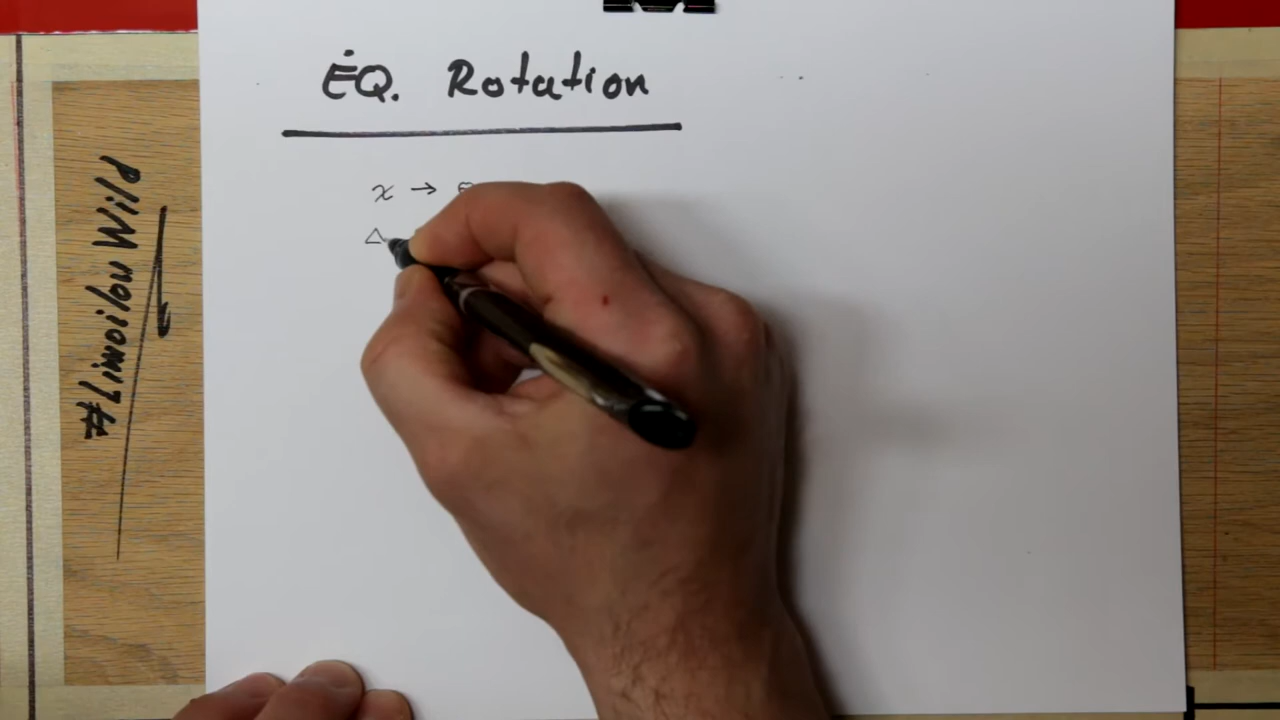 ÉQ. Rotation
x → θ
△
#Limoilou Wild